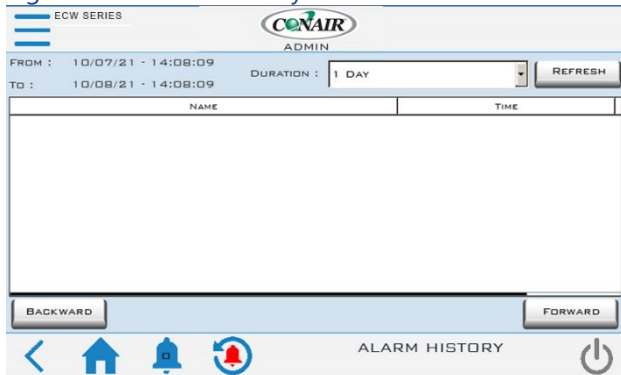 ECW SERIES
CONAIR
ADMIN
FROM : 10/07/21 - 14:08:09
TO : 10/08/21 - 14:08:09
DURATION : 1 DAY
REFRESH
NAME TIME
BACKWARD FORWARD
ALARM HISTORY